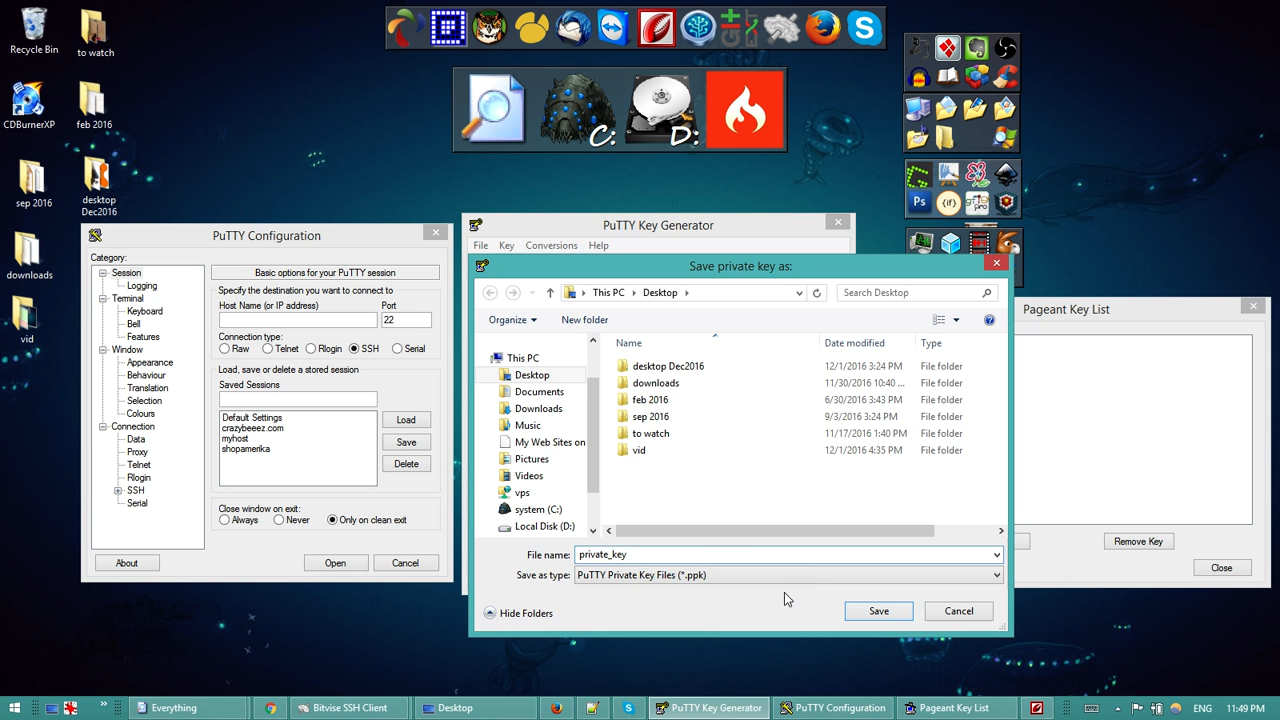 Recycle Bin
to watch
CDBurnerXP
feb 2016
sep 2016
desktop
Dec2016
downloads
vid
C:
D:
Ps
{if}
gifg
pro
PuTTY Configuration
Category:
Session
Logging
Terminal
Keyboard
Bell
Features
Window
Appearance
Behaviour
Translation
Selection
Colours
Connection
Data
Proxy
Telnet
Rlogin
SSH
Serial
Basic options for your PuTTY session
Specify the destination you want to connect to
Host Name (or IP address)
Port
22
Connection type:
Raw
Telnet
Rlogin
SSH
Serial
Load, save or delete a stored session
Saved Sessions
Default Settings
crazybeeez.com
myhost
shopamerika
Load
Save
Delete
Close window on exit:
Always
Never
Only on clean exit
About
Open
Cancel
PuTTY Key Generator
File Key Conversions Help
Save private key as:
This PC Desktop
Search Desktop
Organize
New folder
This PC
Desktop
Documents
Downloads
Music
My Web Sites on
Pictures
Videos
vps
system (C:)
Local Disk (D:)
Name Date modified Type
desktop Dec2016 12/1/2016 3:24 PM File folder
downloads 11/30/2016 10:40 ... File folder
feb 2016 6/30/2016 3:43 PM File folder
sep 2016 9/3/2016 3:24 PM File folder
to watch 11/17/2016 1:40 PM File folder
vid 12/1/2016 4:35 PM File folder
File name: private_key
Save as type: PuTTY Private Key Files (*.ppk)
Hide Folders
Save
Cancel
Pageant Key List
Remove Key
Close
Everything
Bitvise SSH Client
Desktop
PuTTY Key Generator
PuTTY Configuration
Pageant Key List
ENG
11:49 PM